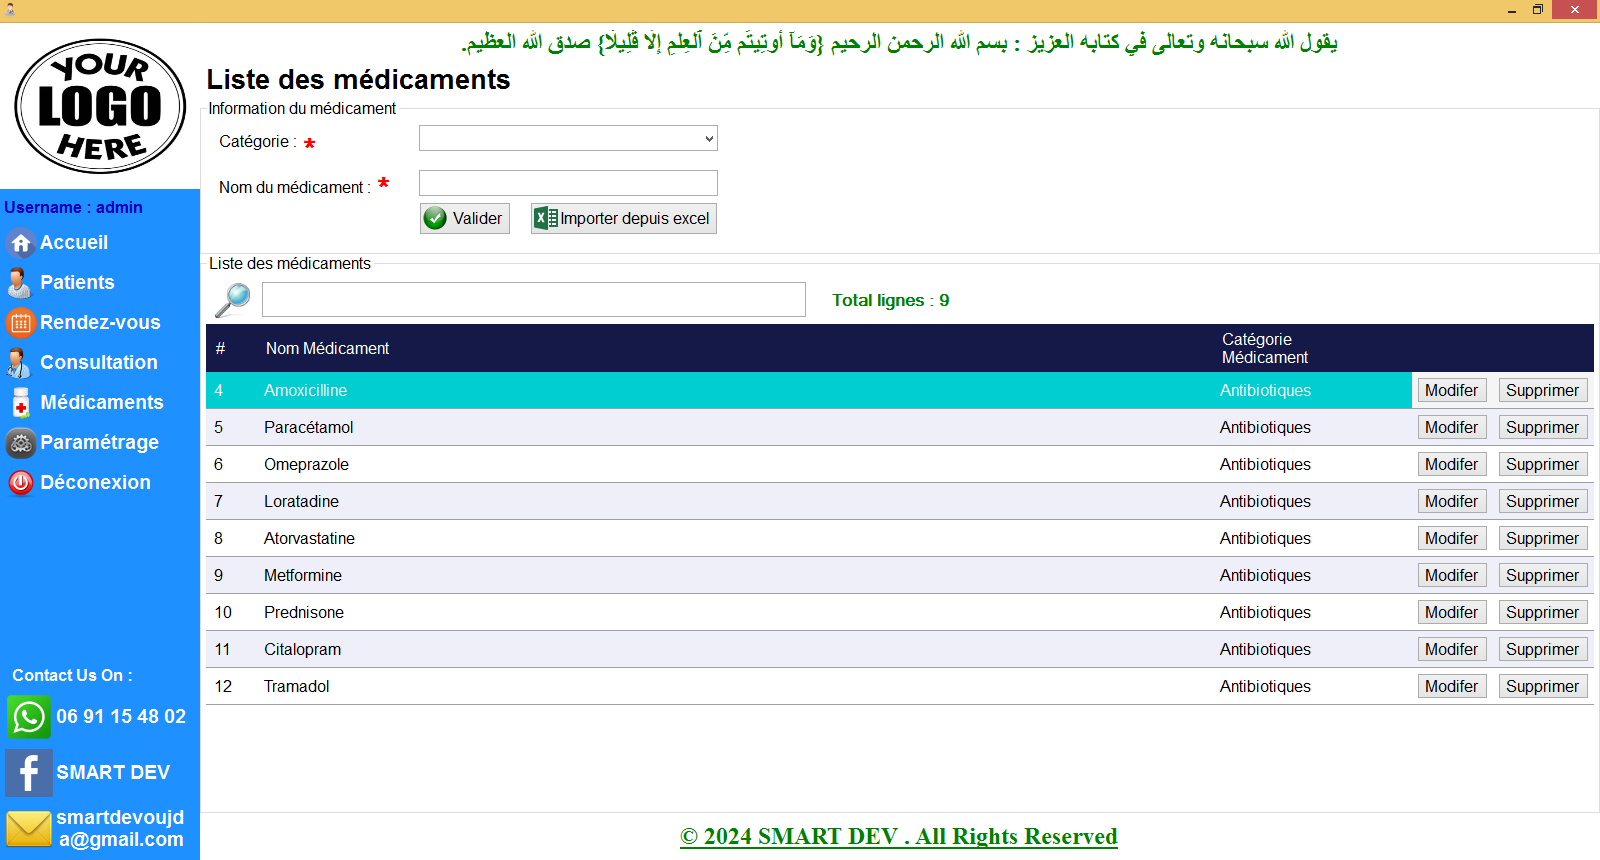 يقول الله سبحانه وتعالى في كتابه العزيز : بسم الله الرحمن الرحيم {وَمَآ أُوتِيتُم مِّنَ ٱلْعِلْمِ إِلَّا قَلِيلًا} صدق الله العظيم.
YOUR
LOGO
HERE
Username : admin
Accueil
Patients
Rendez-vous
Consultation
Médicaments
Paramétrage
Déconexion
Contact Us On :
06 91 15 48 02
SMART DEV
smartdevoujd
a@gmail.com
Liste des médicaments
Information du médicament
Catégorie : *
Nom du médicament : *
Valider Importer depuis excel
Liste des médicaments
Total lignes : 9
# Nom Médicament Catégorie
Médicament
4 Amoxicilline Antibiotiques Modifer Supprimer
5 Paracétamol Antibiotiques Modifer Supprimer
6 Omeprazole Antibiotiques Modifer Supprimer
7 Loratadine Antibiotiques Modifer Supprimer
8 Atorvastatine Antibiotiques Modifer Supprimer
9 Metformine Antibiotiques Modifer Supprimer
10 Prednisone Antibiotiques Modifer Supprimer
11 Citalopram Antibiotiques Modifer Supprimer
12 Tramadol Antibiotiques Modifer Supprimer
© 2024 SMART DEV . All Rights Reserved